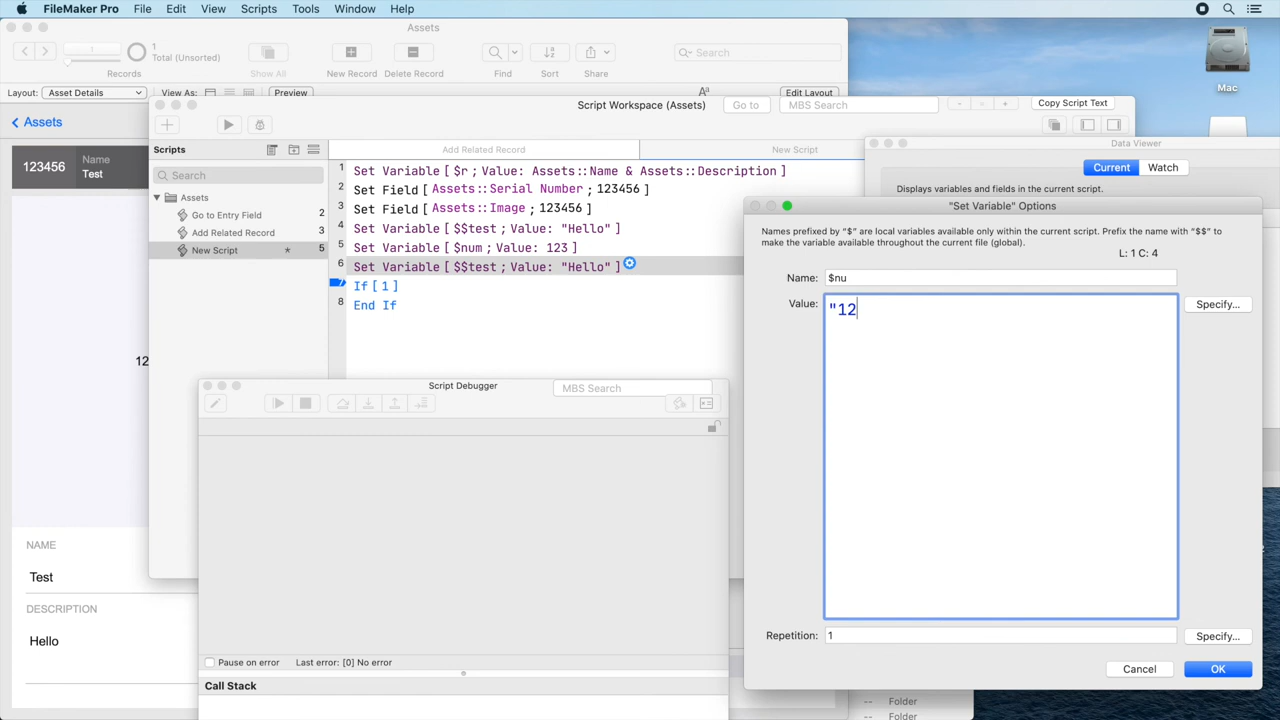 FileMaker Pro File Edit View Scripts Tools Window Help
Assets
1
1
Total (Unsorted)
Search
Records Show All New Record Delete Record Find Sort Share
Layout: Asset Details View As: Preview Aª Edit Layout
Mac
Script Workspace (Assets) Go to MBS Search - ○ + Copy Script Text
Assets
Scripts
Search
Assets
Go to Entry Field 2
Add Related Record 3
New Script * 5
Add Related Record New Script
1 Set Variable [ $r ; Value: Assets::Name & Assets::Description ]
2 Set Field [ Assets::Serial Number ; 123456 ]
3 Set Field [ Assets::Image ; 123456 ]
4 Set Variable [ $$test ; Value: "Hello" ]
5 Set Variable [ $num ; Value: 123 ]
6 Set Variable [ $$test ; Value: "Hello" ]
7 If [ 1 ]
8 End If
123456
Name
Test
12
NAME
Test
DESCRIPTION
Hello
Data Viewer
Current Watch
Displays variables and fields in the current script.
"Set Variable" Options
Names prefixed by "$" are local variables available only within the current script. Prefix the name with "$$" to
make the variable available throughout the current file (global).
L: 1 C: 4
Name: $nu
Value: "12
Specify...
Repetition: 1
Specify...
Cancel OK
Script Debugger
MBS Search
Pause on error Last error: [0] No error
Call Stack
-- Folder
-- Folder